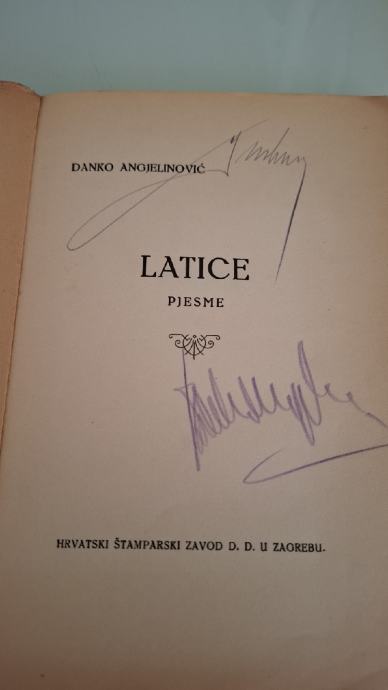 DANKO ANGJELINOVIĆ
LATICE
PJESME
HRVATSKI ŠTAMPARSKI ZAVOD D. D. U ZAGREBU.